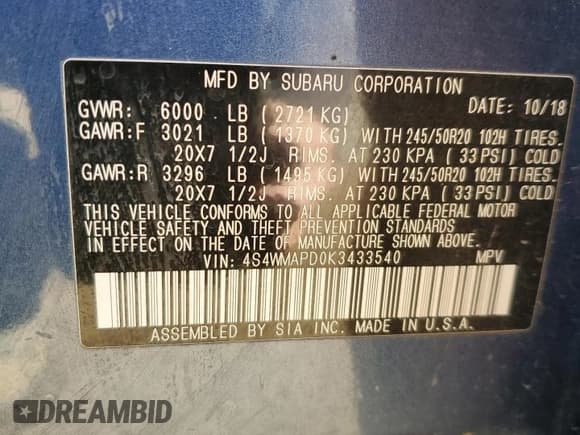 MFD BY SUBARU CORPORATION
GVWR: 6000 LB (2721 KG) DATE: 10/18
GAWR:F 3021 LB (1370 KG) WITH 245/50R20 102H TIRES.
20X7 1/2J RIMS. AT 230 KPA (33 PSI) COLD
GAWR:R 3296 LB (1495 KG) WITH 245/50R20 102H TIRES.
20X7 1/2J RIMS. AT 230 KPA (33 PSI) COLD
THIS VEHICLE CONFORMS TO ALL APPLICABLE FEDERAL MOTOR
VEHICLE SAFETY AND THEFT PREVENTION STANDARDS
IN EFFECT ON THE DATE OF MANUFACTURE SHOWN ABOVE.
VIN: 4S4WMAPD0K3433540 MPV
ASSEMBLED BY SIA INC. MADE IN U.S.A.
DREAMBID